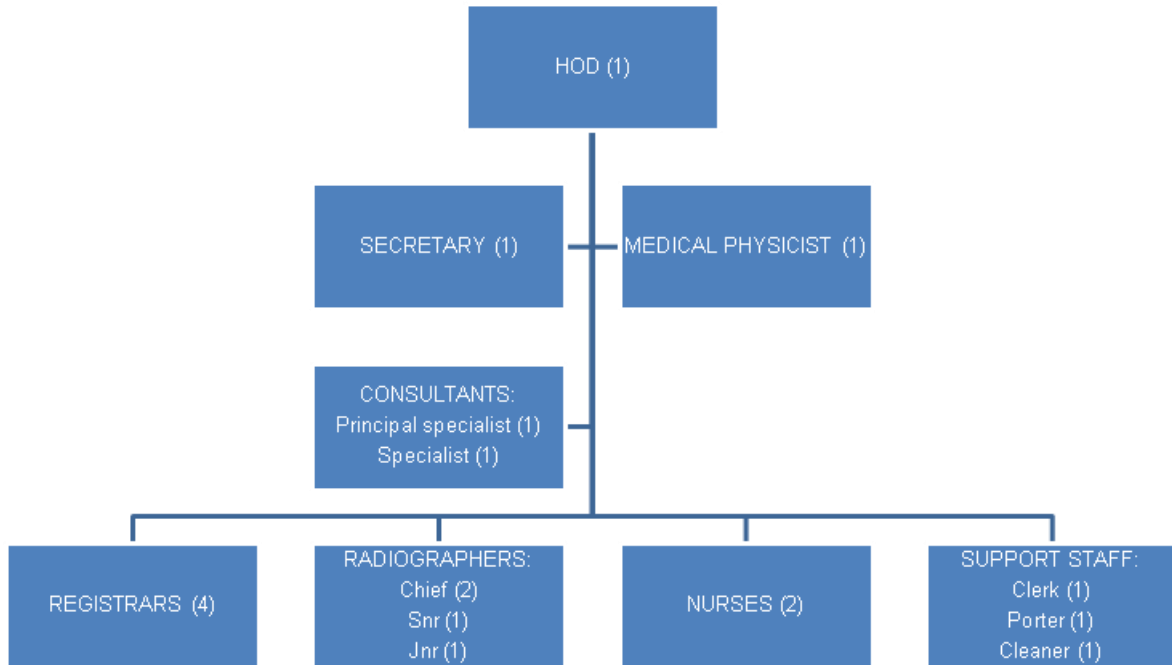 HOD (1)
SECRETARY (1)
MEDICAL PHYSICIST (1)
CONSULTANTS:
Principal specialist (1)
Specialist (1)
REGISTRARS (4)
RADIOGRAPHERS:
Chief (2)
Snr (1)
Jnr (1)
NURSES (2)
SUPPORT STAFF:
Clerk (1)
Porter (1)
Cleaner (1)